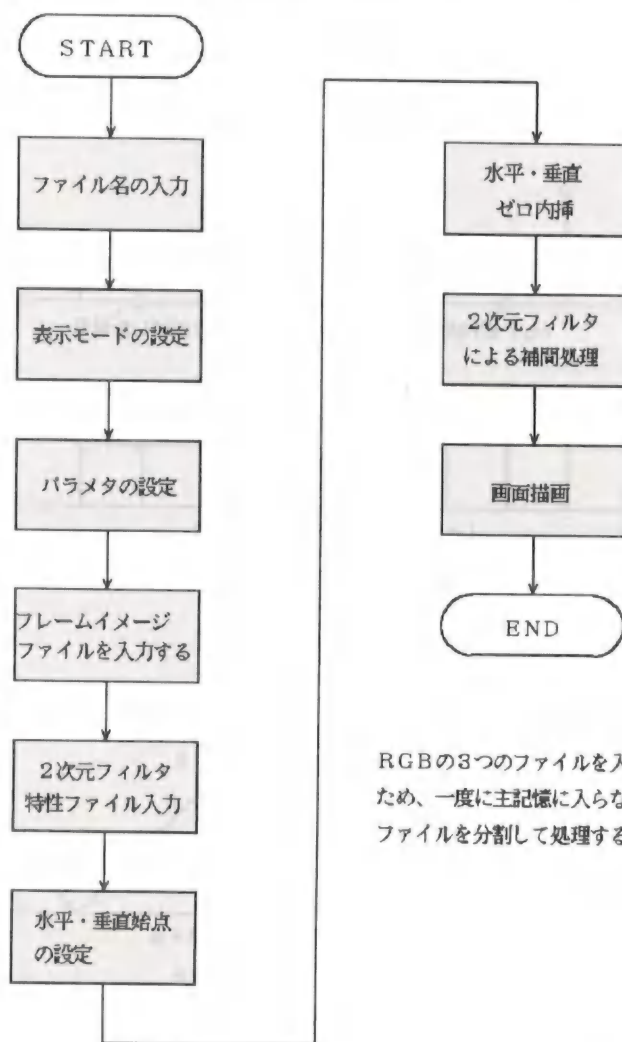 START
ファイル名の入力
表示モードの設定
パラメタの設定
フレームイメージ
ファイルを入力する
2次元フィルタ
特性ファイル入力
水平・垂直始点
の設定
水平・垂直
ゼロ内挿
2次元フィルタ
による補間処理
画面描画
END
RGBの3つのファイルを入
ため、一度に主記憶に入らな
ファイルを分割して処理する